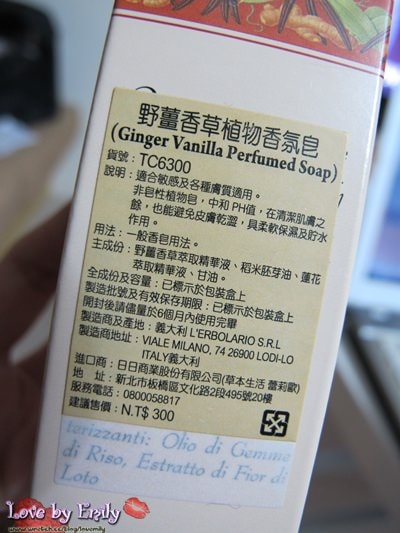 野薑香草植物香氛皂
(Ginger Vanilla Perfumed Soap)
貨號：TC6300
說明：適合敏感及各種膚質適用。
非皂性植物皂，中和 PH值，在清潔肌膚之
餘，也能避免皮膚乾澀，具柔軟保濕及貯水
作用。
用法：一般香皂用法。
主成份：野薑香草萃取精華液、稻米胚芽油、蓮花
萃取精華液、甘油。
全成份及容量：已標示於包裝盒上
製造批號及有效保存期限：已標示於包裝盒上
開封後請儘量於6個月內使用完畢
製造商及產地：義大利 L'ERBOLARIO S.R.L
製造商地址：VIALE MILANO, 74 26900 LODI-LO
ITALY義大利
進口商：日日商業股份有限公司(草本生活 蕾莉歐)
地 址：新北市板橋區文化路2段495號20樓
服務電話：0800058817
建議售價：N.T$ 300
terizzanti: Olio di Gemme
di Riso, Estratto di Fior di
Loto
Love by Emily
www.wretch.cc/blog/lovemily